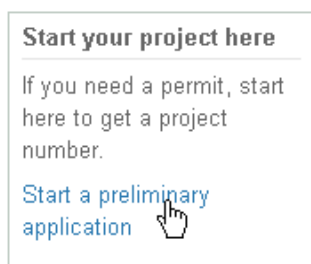 Start your project here
If you need a permit, start
here to get a project
number.
Start a preliminary
application